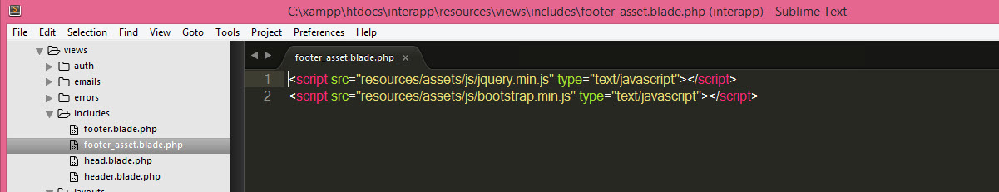 C:\xampp\htdocs\interapp\resources\views\includes\footer_asset.blade.php (interapp) - Sublime Text
File Edit Selection Find View Goto Tools Project Preferences Help
views
auth
emails
errors
includes
footer.blade.php
footer_asset.blade.php
head.blade.php
header.blade.php
footer_asset.blade.php ×
1 <script src="resources/assets/js/jquery.min.js" type="text/javascript"></script>
2 <script src="resources/assets/js/bootstrap.min.js" type="text/javascript"></script>